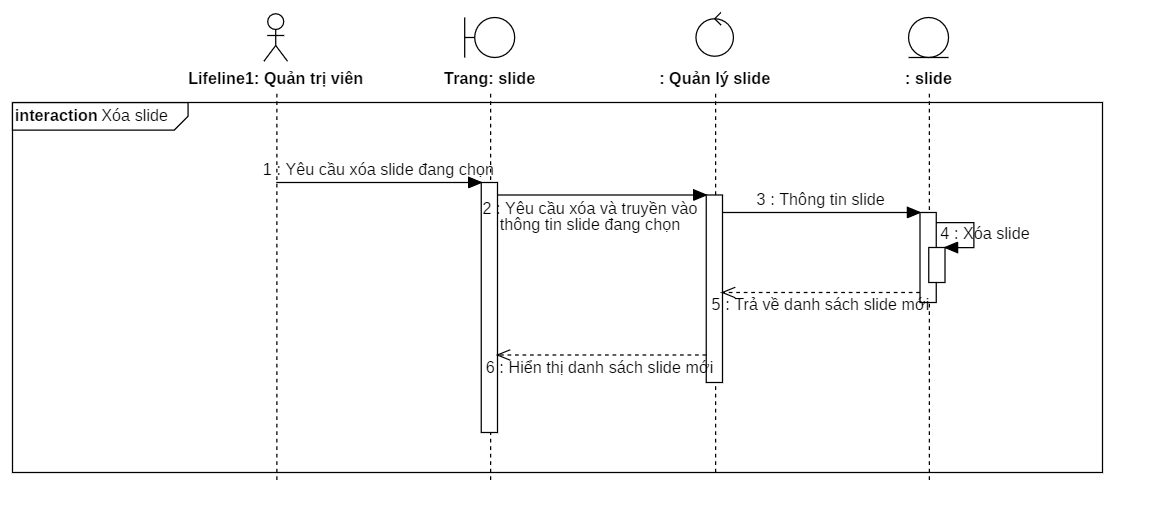 Lifeline1: Quản trị viên
Trang: slide
: Quản lý slide
: slide
interaction Xóa slide
1 : Yêu cầu xóa slide đang chọn
2 : Yêu cầu xóa và truyền vào
thông tin slide đang chọn
3 : Thông tin slide
4 : Xóa slide
5 : Trả về danh sách slide mới
6 : Hiển thị danh sách slide mới